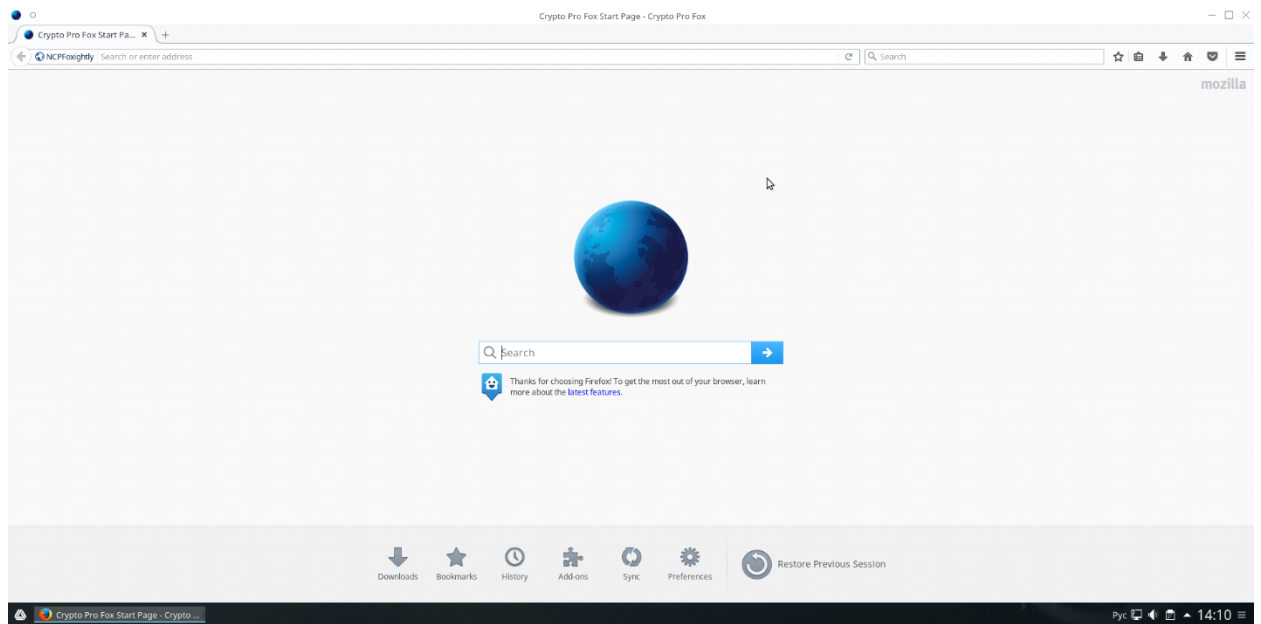 Crypto Pro Fox Start Page - Crypto Pro Fox
Crypto Pro Fox Start Pa...
NCPFoxightly Search or enter address
Search
mozilla
Search
Thanks for choosing Firefox! To get the most out of your browser, learn
more about the latest features.
Downloads Bookmarks History Add-ons Sync Preferences Restore Previous Session
Crypto Pro Fox Start Page - Crypto ... Рус 14:10